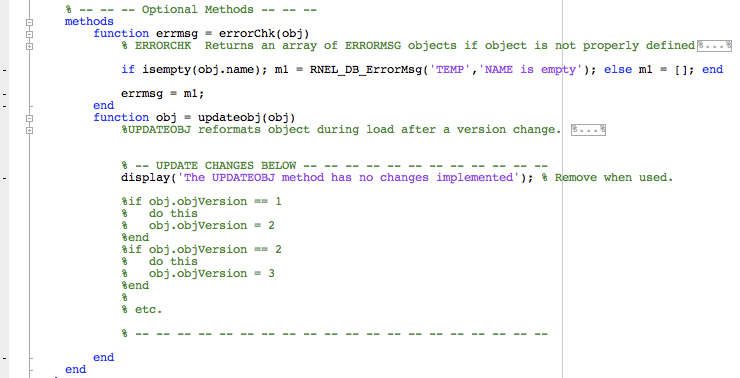 % -- -- -- Optional Methods -- -- --
methods
function errmsg = errorChk(obj)
% ERRORCHK  Returns an array of ERRORMSG objects if object is not properly defined %...%
if isempty(obj.name); m1 = RNEL_DB_ErrorMsg('TEMP','NAME is empty'); else m1 = []; end
errmsg = m1;
end
function obj = updateobj(obj)
%UPDATEOBJ reformats object during load after a version change. %...%
% -- UPDATE CHANGES BELOW -- -- -- -- -- -- -- -- -- -- -- --
display('The UPDATEOBJ method has no changes implemented'); % Remove when used.
%if obj.objVersion == 1
%   do this
%   obj.objVersion = 2
%end
%if obj.objVersion == 2
%   do this
%   obj.objVersion = 3
%end
%
% etc.
% -- -- -- -- -- -- -- -- -- -- -- -- -- -- -- -- -- -- -- --
end
end